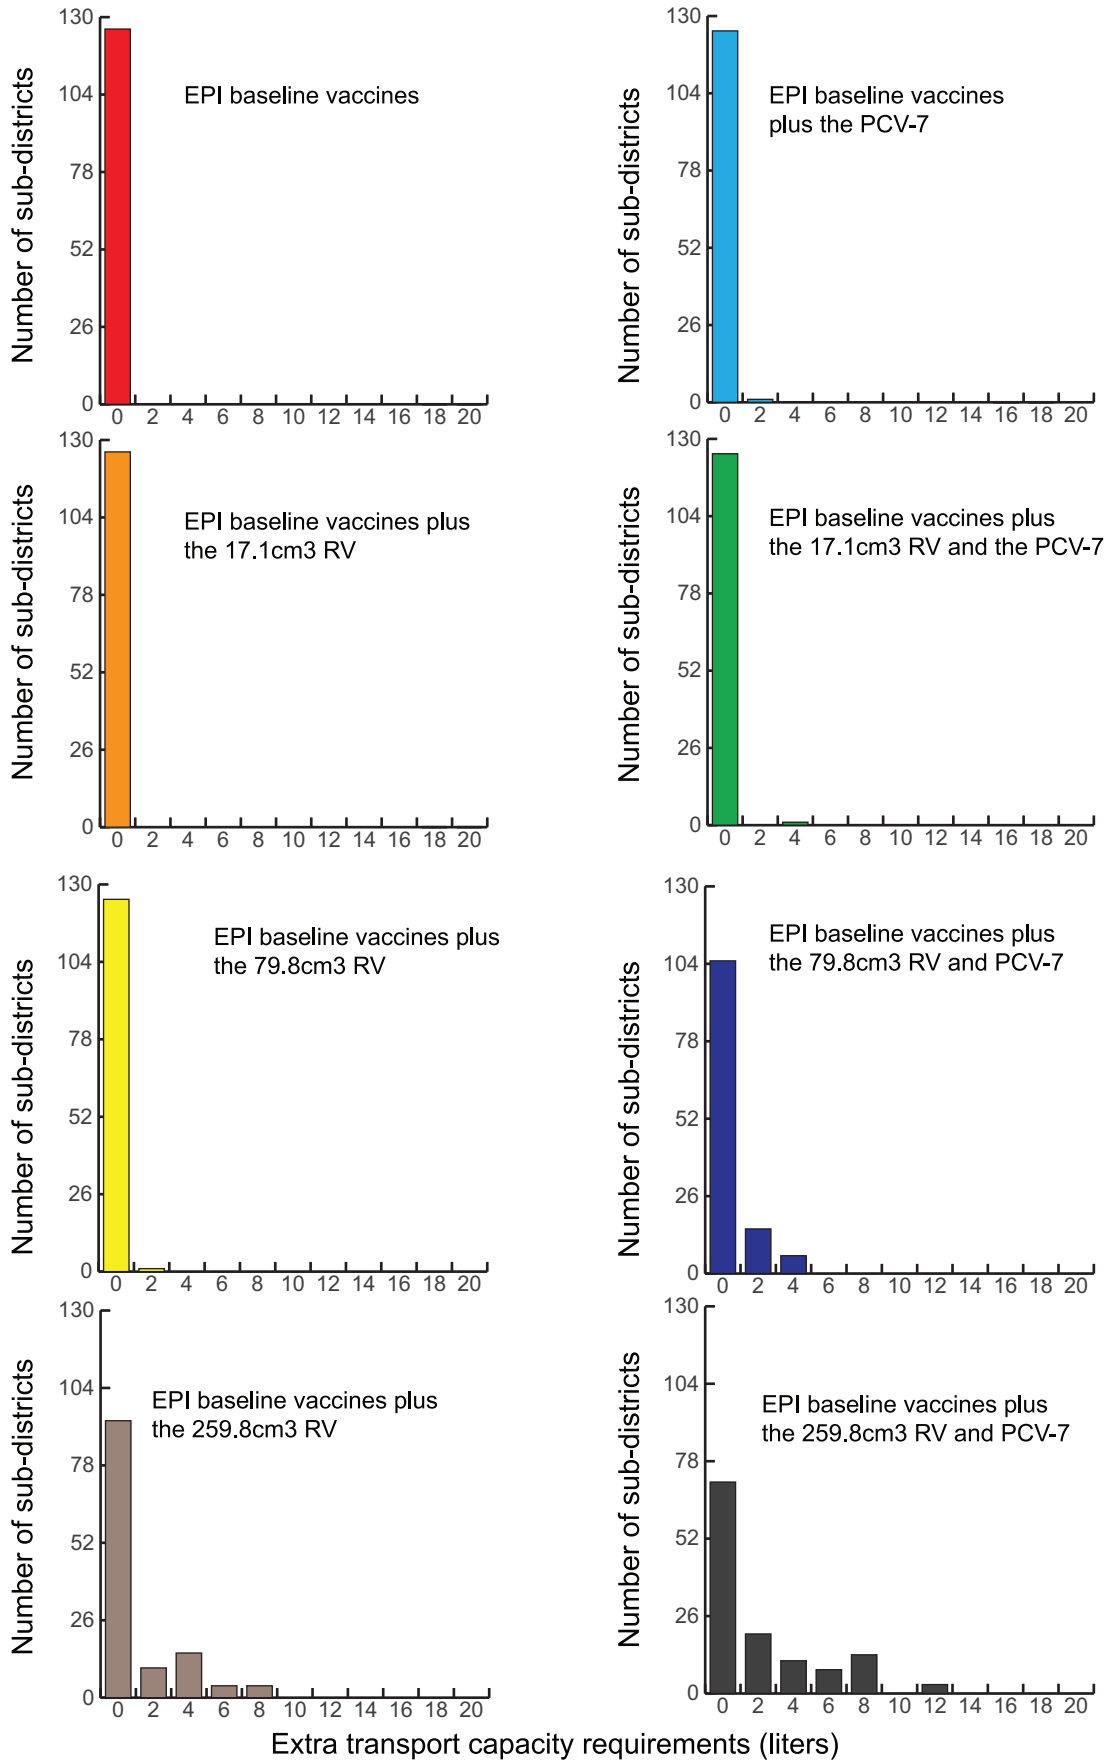 Number of sub-districts
130
104
78
52
26
0
EPI baseline vaccines
0 2 4 6 8 10 12 14 16 18 20
Number of sub-districts
130
104
78
52
26
0
EPI baseline vaccines
plus the PCV-7
0 2 4 6 8 10 12 14 16 18 20
Number of sub-districts
130
104
78
52
26
0
EPI baseline vaccines plus
the 17.1cm3 RV
0 2 4 6 8 10 12 14 16 18 20
Number of sub-districts
130
104
78
52
26
0
EPI baseline vaccines plus
the 17.1cm3 RV and the PCV-7
0 2 4 6 8 10 12 14 16 18 20
Number of sub-districts
130
104
78
52
26
0
EPI baseline vaccines plus
the 79.8cm3 RV
0 2 4 6 8 10 12 14 16 18 20
Number of sub-districts
130
104
78
52
26
0
EPI baseline vaccines plus
the 79.8cm3 RV and PCV-7
0 2 4 6 8 10 12 14 16 18 20
Number of sub-districts
130
104
78
52
26
0
EPI baseline vaccines plus
the 259.8cm3 RV
0 2 4 6 8 10 12 14 16 18 20
Number of sub-districts
130
104
78
52
26
0
EPI baseline vaccines plus
the 259.8cm3 RV and PCV-7
0 2 4 6 8 10 12 14 16 18 20
Extra transport capacity requirements (liters)